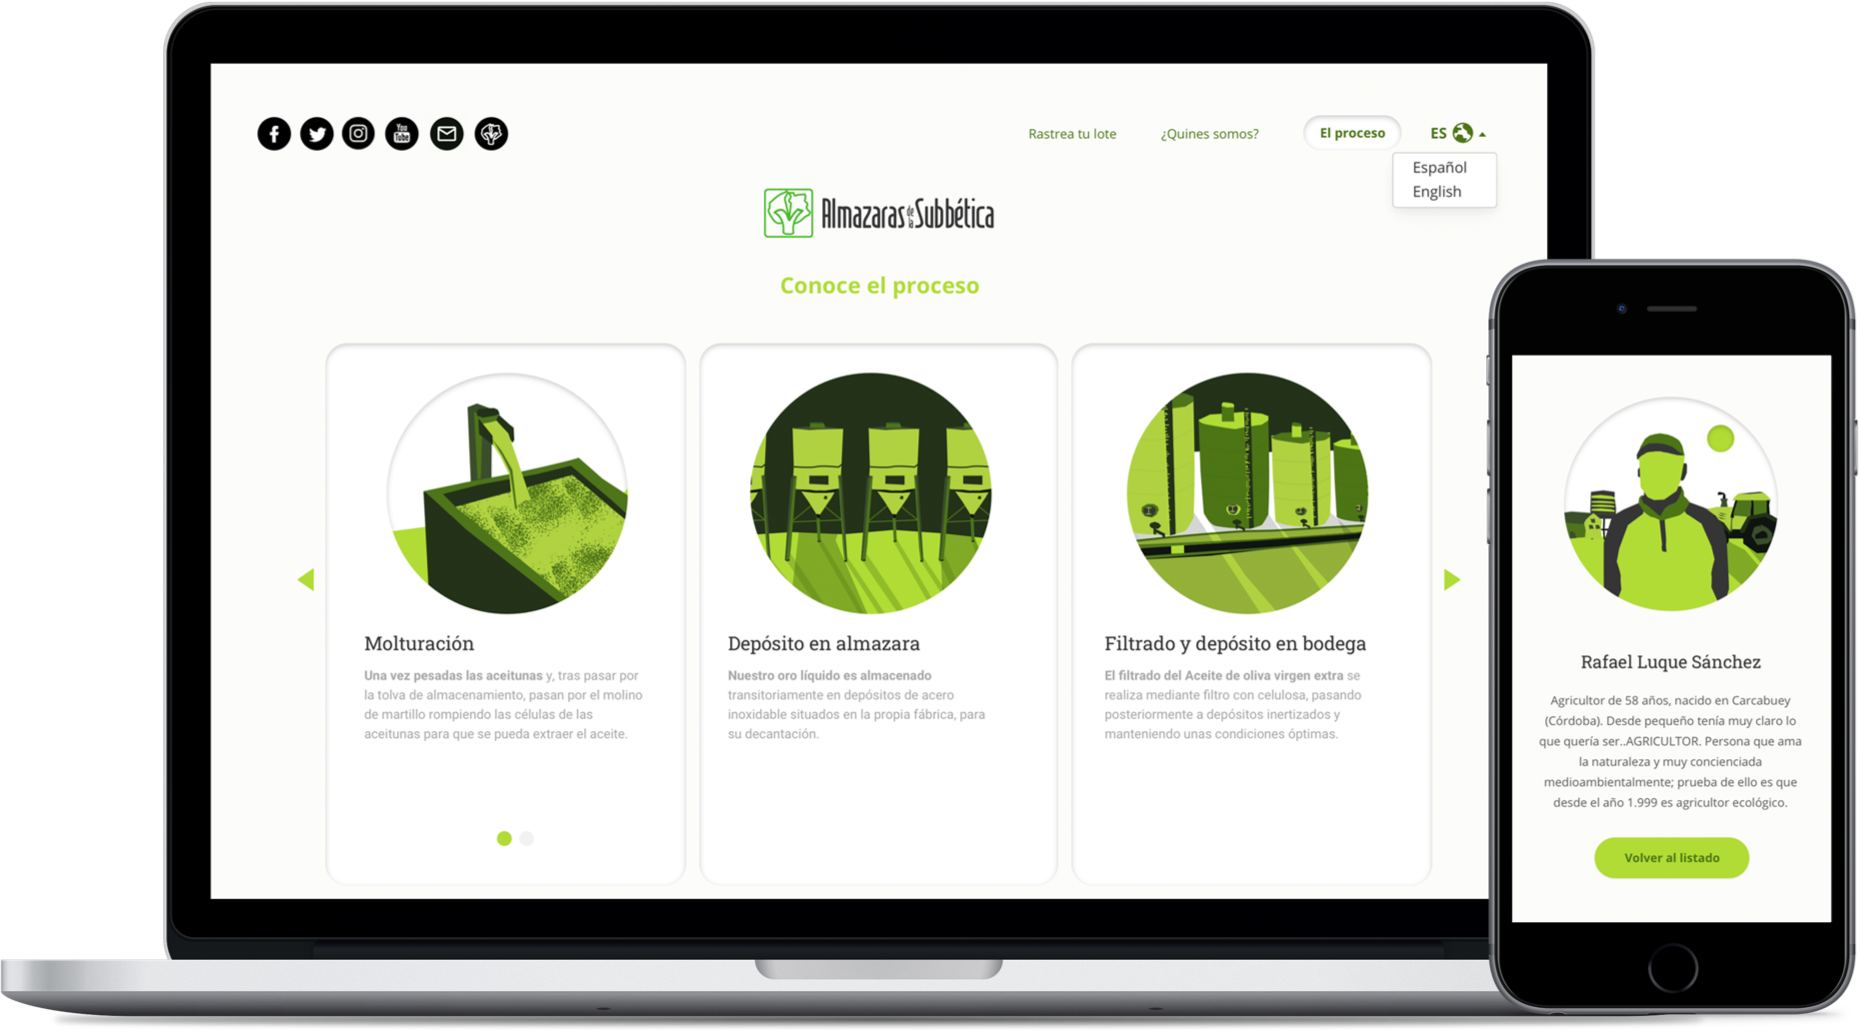 You
Tube
Rastrea tu lote
¿Quines somos?
El proceso
ES
Español
English
Almazaras de la Subbética
Conoce el proceso
Molturación
Una vez pesadas las aceitunas y, tras pasar por
la tolva de almacenamiento, pasan por el molino
de martillo rompiendo las células de las
aceitunas para que se pueda extraer el aceite.
Depósito en almazara
Nuestro oro líquido es almacenado
transitoriamente en depósitos de acero
inoxidable situados en la propia fábrica, para
su decantación.
Filtrado y depósito en bodega
El filtrado del Aceite de oliva virgen extra se
realiza mediante filtro con celulosa, pasando
posteriormente a depósitos inertizados y
manteniendo unas condiciones óptimas.
Rafael Luque Sánchez
Agricultor de 58 años, nacido en Carcabuey
(Córdoba). Desde pequeño tenía muy claro lo
que quería ser..AGRICULTOR. Persona que ama
la naturaleza y muy concienciada
medioambientalmente; prueba de ello es que
desde el año 1.999 es agricultor ecológico.
Volver al listado